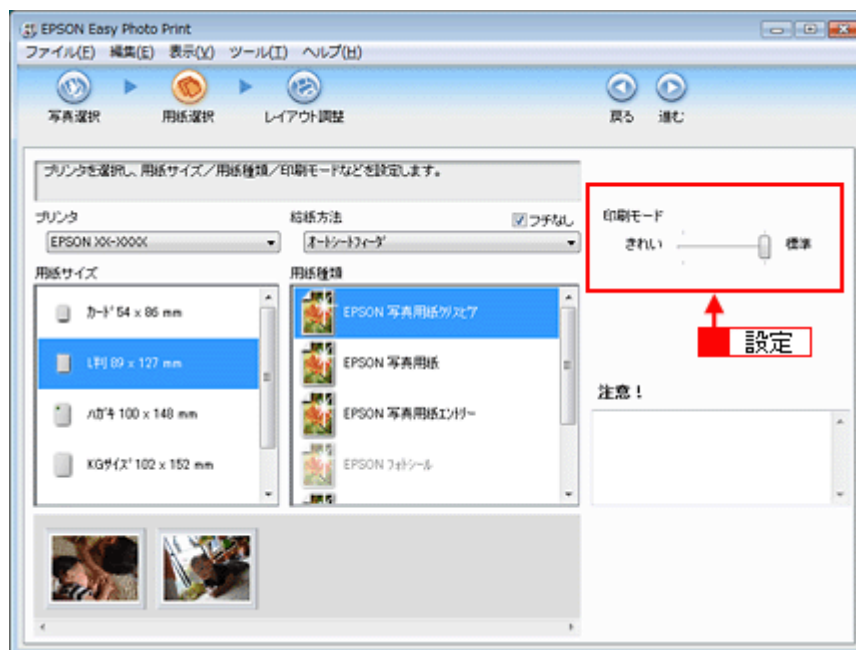 EPSON Easy Photo Print
ファイル(F) 編集(E) 表示(V) ツール(T) ヘルプ(H)
写真選択 用紙選択 レイアウト調整 戻る 進む
プリンタを選択し、用紙サイズ/用紙種類/印刷モードなどを設定します。
プリンタ 給紙方法 フチなし
EPSON XX-XXXX オートシートフィーダ
印刷モード
きれい 標準
用紙サイズ 用紙種類
カード 54 x 86 mm
EPSON 写真用紙クリスピア
L判 89 x 127 mm
EPSON 写真用紙
ハガキ 100 x 148 mm
EPSON 写真用紙エントリー
KGサイズ 102 x 152 mm
EPSON フォトシール
設定
注意!